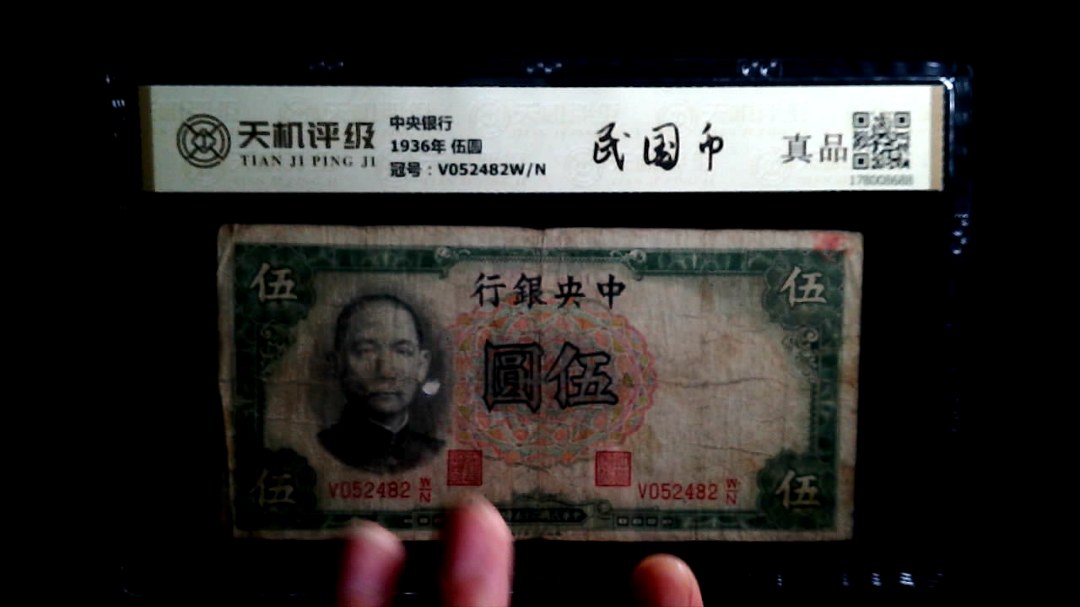 天机评级
TIAN JI PING JI
中央银行
1936年 伍圆
冠号：V052482W/N
民国币
真品
178008688
伍
伍
行銀央中
圓伍
V052482 W/N
V052482 W/N
伍
伍